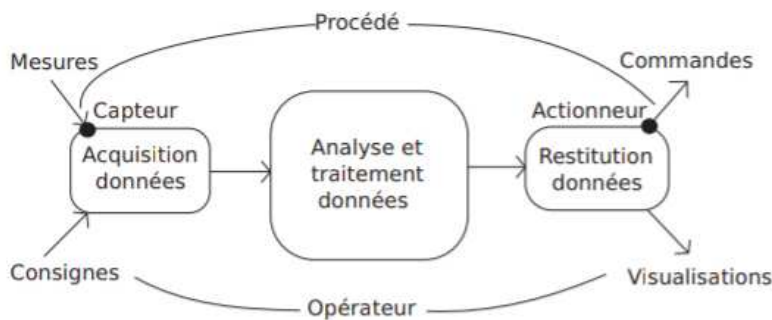 Procédé
Mesures
Commandes
Capteur
Actionneur
Acquisition
données
Analyse et
traitement
données
Restitution
données
Consignes
Visualisations
Opérateur